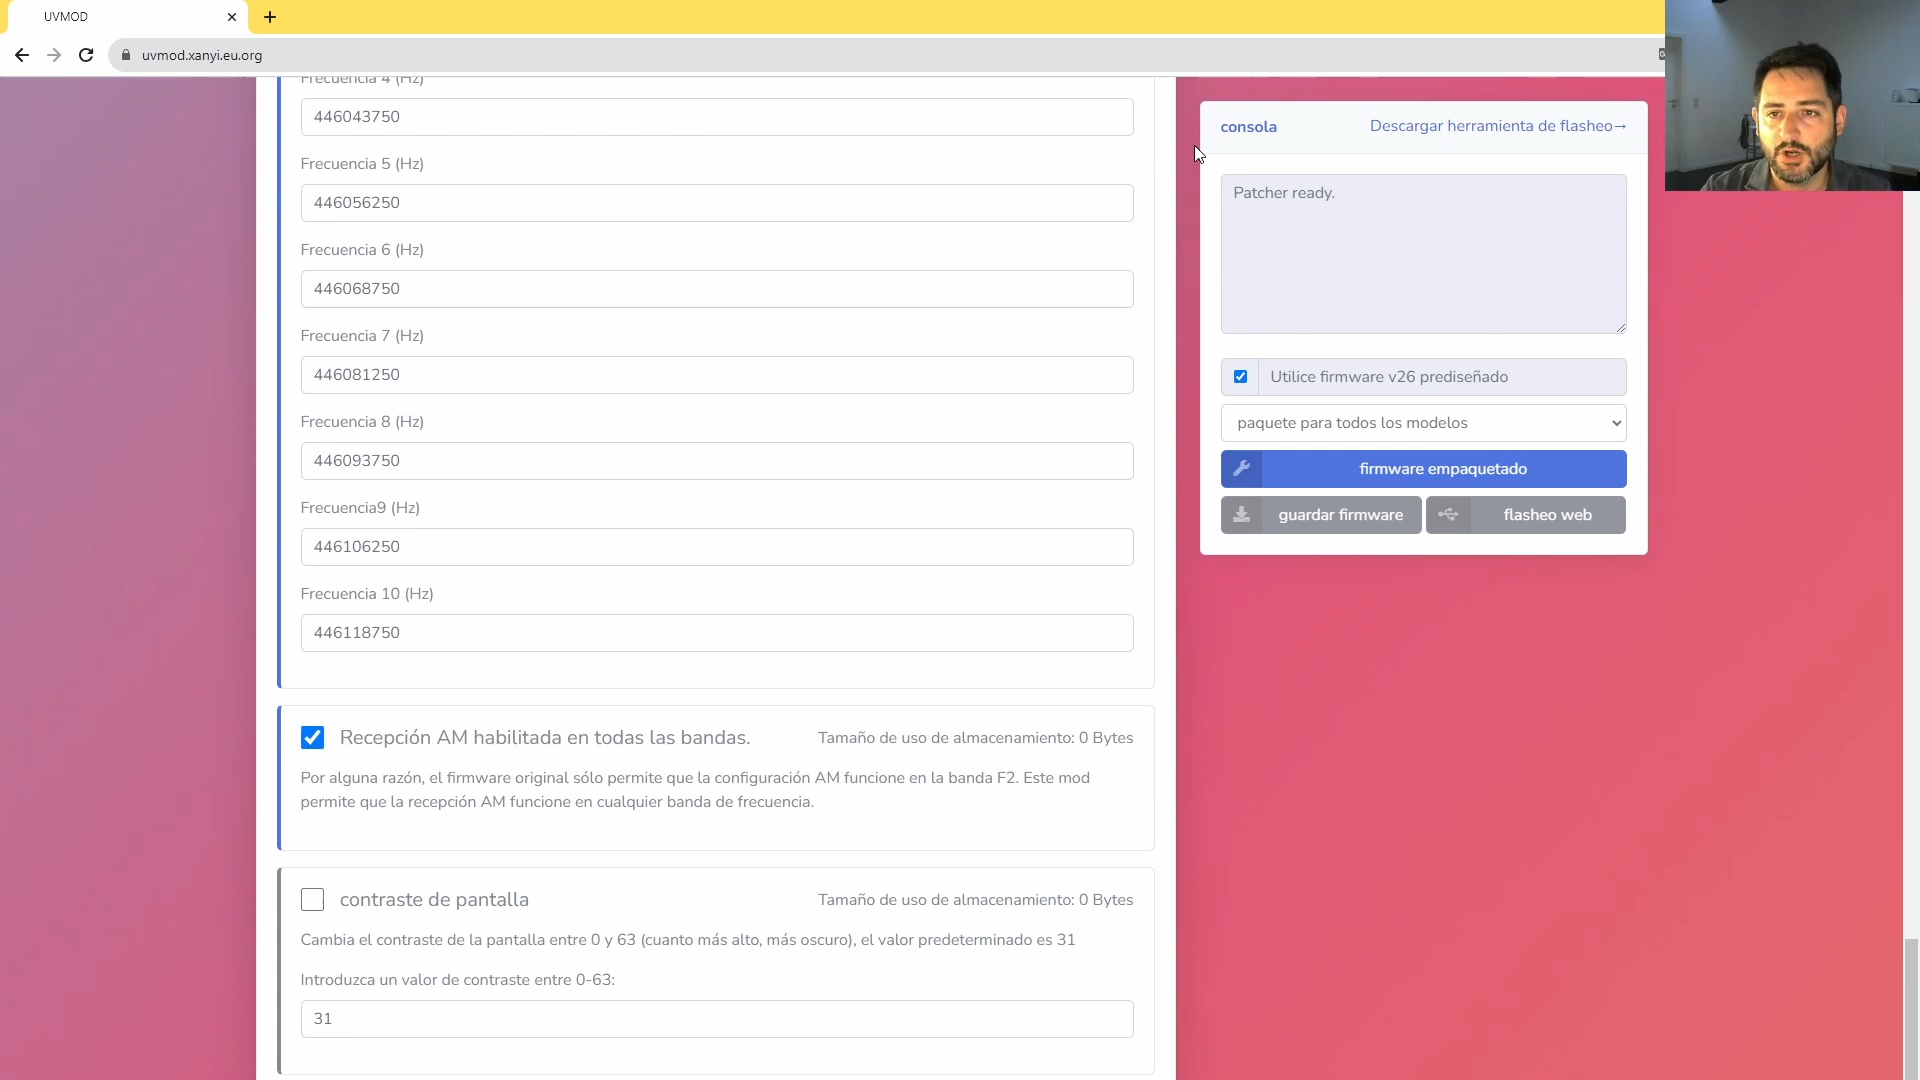 UVMOD
uvmod.xanyi.eu.org
Frecuencia 4 (Hz)
446043750
Frecuencia 5 (Hz)
446056250
Frecuencia 6 (Hz)
446068750
Frecuencia 7 (Hz)
446081250
Frecuencia 8 (Hz)
446093750
Frecuencia9 (Hz)
446106250
Frecuencia 10 (Hz)
446118750
Recepción AM habilitada en todas las bandas.
Tamaño de uso de almacenamiento: 0 Bytes
Por alguna razón, el firmware original sólo permite que la configuración AM funcione en la banda F2. Este mod
permite que la recepción AM funcione en cualquier banda de frecuencia.
contraste de pantalla
Tamaño de uso de almacenamiento: 0 Bytes
Cambia el contraste de la pantalla entre 0 y 63 (cuanto más alto, más oscuro), el valor predeterminado es 31
Introduzca un valor de contraste entre 0-63:
31
consola
Descargar herramienta de flasheo→
Patcher ready.
Utilice firmware v26 prediseñado
paquete para todos los modelos
firmware empaquetado
guardar firmware
flasheo web